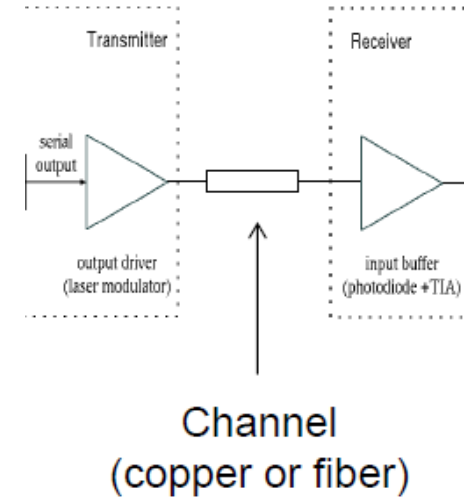 Transmitter
Receiver
serial
output
output driver
(laser modulator)
input buffer
(photodiode +TIA)
Channel
(copper or fiber)